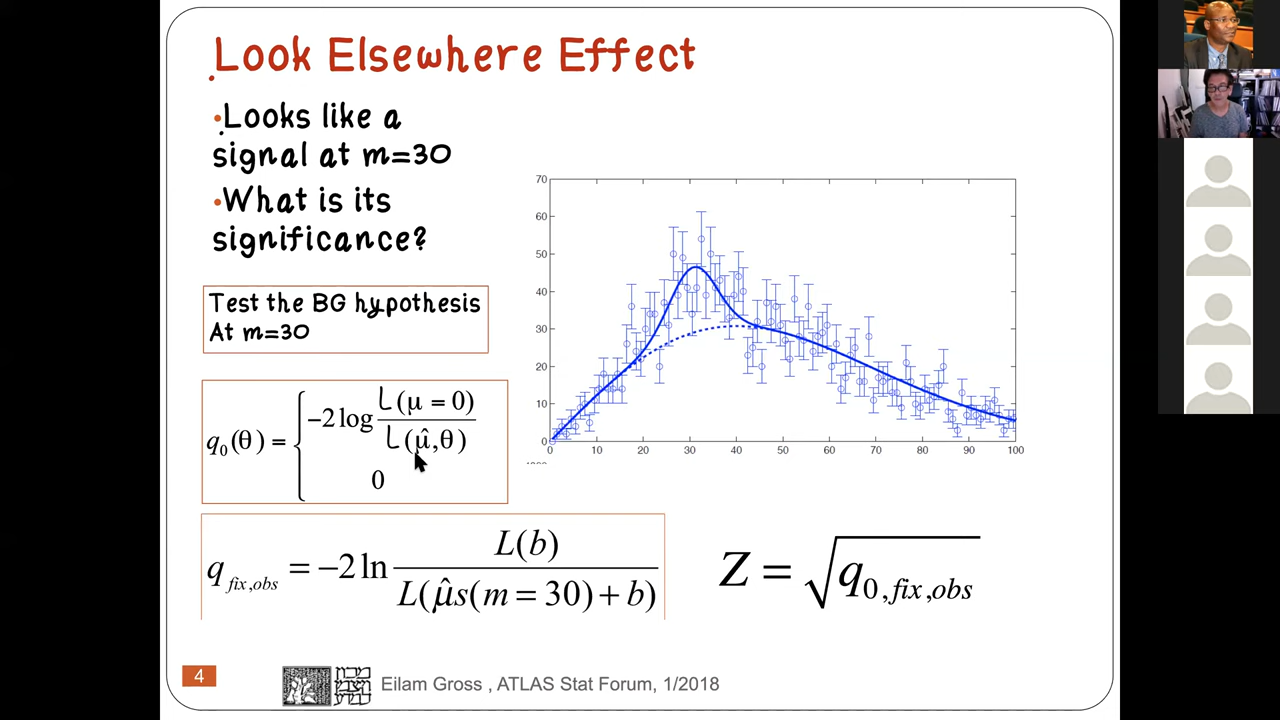 Look Elsewhere Effect
•Looks like a
signal at m=30
•What is its
significance?
Test the BG hypothesis
At m=30
q₀(θ) = { −2 log L(μ = 0) / L(μ̂,θ)
0
q fix,obs = −2 ln L(b) / L(μ̂s(m = 30) + b)
Z = √q₀,fix,obs
70
60
50
40
30
20
10
0
0 10 20 30 40 50 60 70 80 90 100
4
Eilam Gross , ATLAS Stat Forum, 1/2018